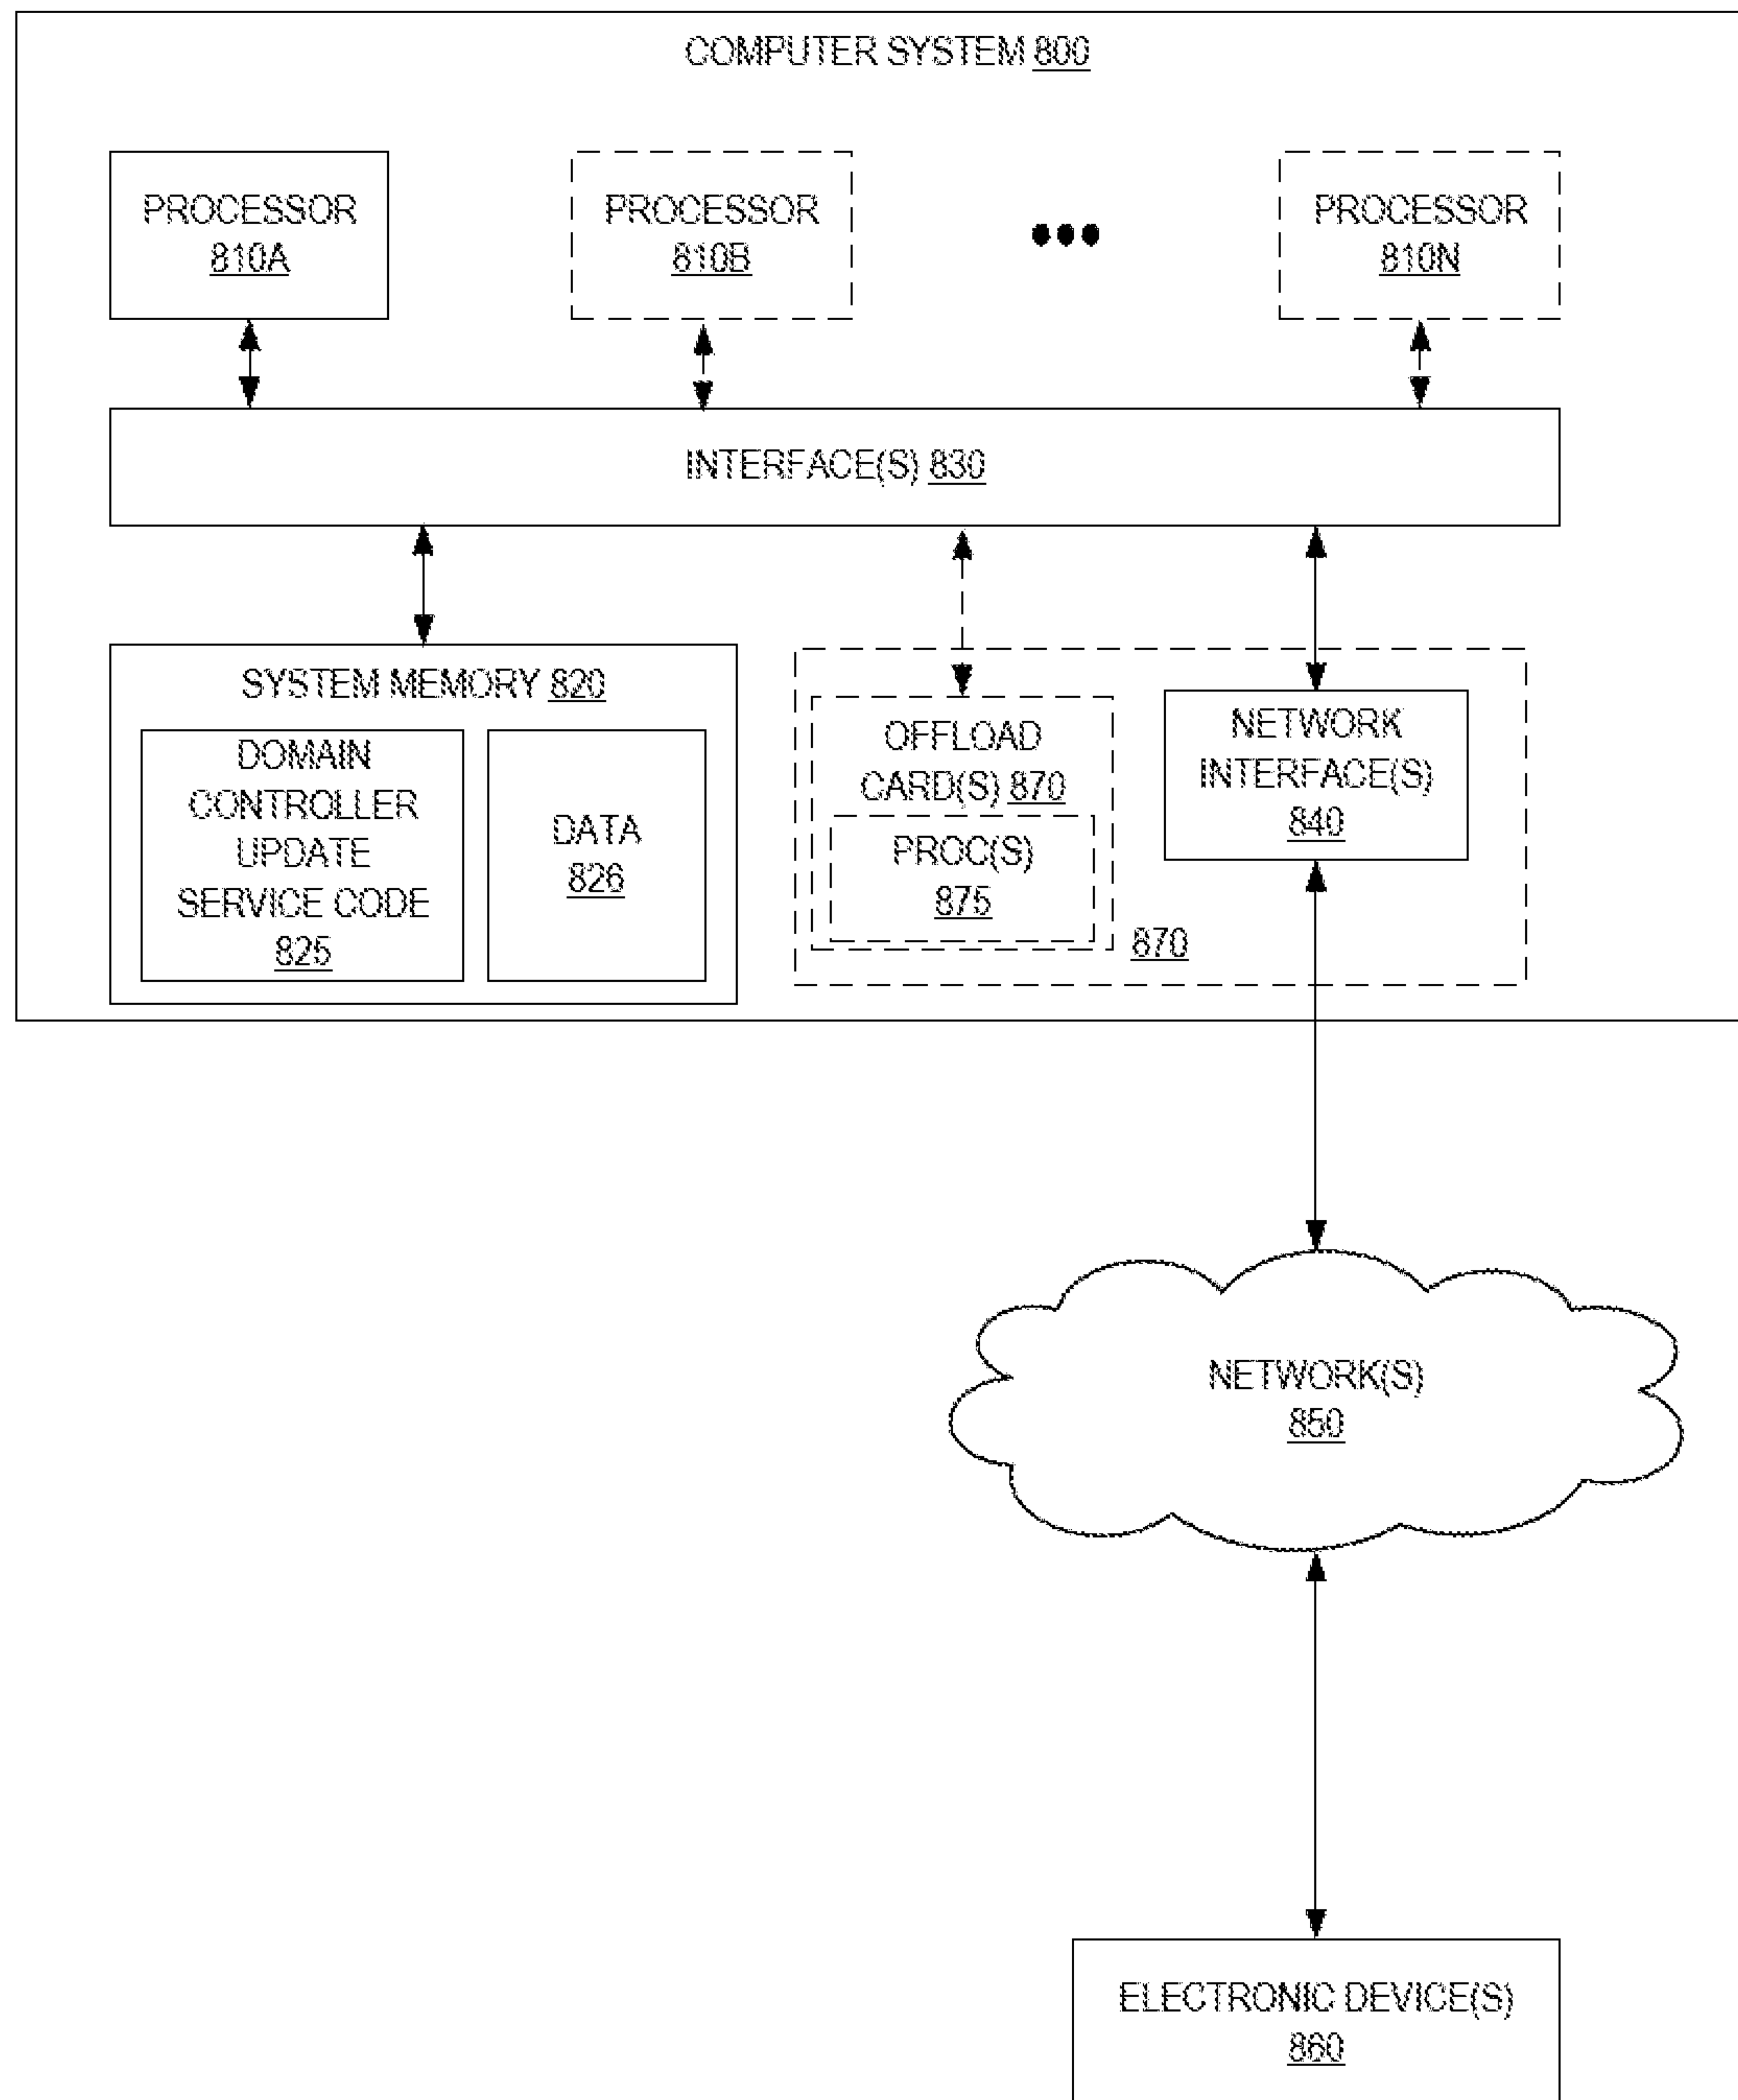 COMPUTER SYSTEM 800
PROCESSOR
810A
PROCESSOR
810B
PROCESSOR
810N
INTERFACE(S) 830
SYSTEM MEMORY 820
DOMAIN
CONTROLLER
UPDATE
SERVICE CODE
825
DATA
826
OFFLOAD
CARD(S) 870
PROC(S)
875
870
NETWORK
INTERFACE(S)
840
NETWORK(S)
850
ELECTRONIC DEVICE(S)
860